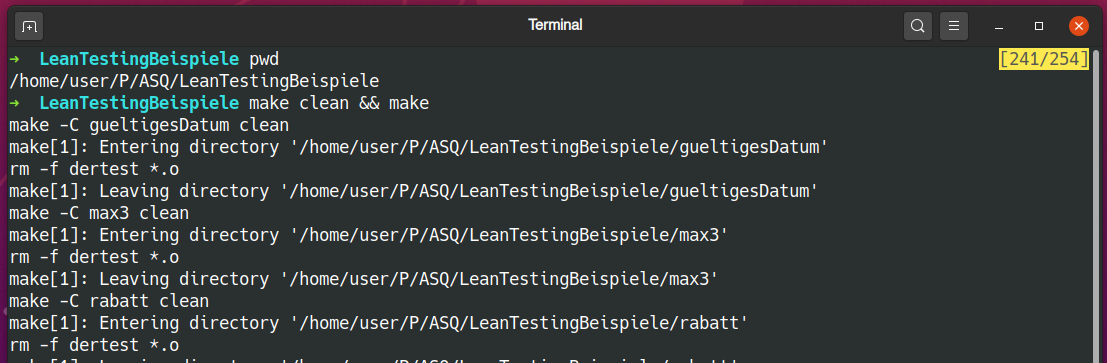 Terminal
→ LeanTestingBeispiele pwd [241/254]
/home/user/P/ASQ/LeanTestingBeispiele
→ LeanTestingBeispiele make clean && make
make -C gueltigesDatum clean
make[1]: Entering directory '/home/user/P/ASQ/LeanTestingBeispiele/gueltigesDatum'
rm -f dertest *.o
make[1]: Leaving directory '/home/user/P/ASQ/LeanTestingBeispiele/gueltigesDatum'
make -C max3 clean
make[1]: Entering directory '/home/user/P/ASQ/LeanTestingBeispiele/max3'
rm -f dertest *.o
make[1]: Leaving directory '/home/user/P/ASQ/LeanTestingBeispiele/max3'
make -C rabatt clean
make[1]: Entering directory '/home/user/P/ASQ/LeanTestingBeispiele/rabatt'
rm -f dertest *.o